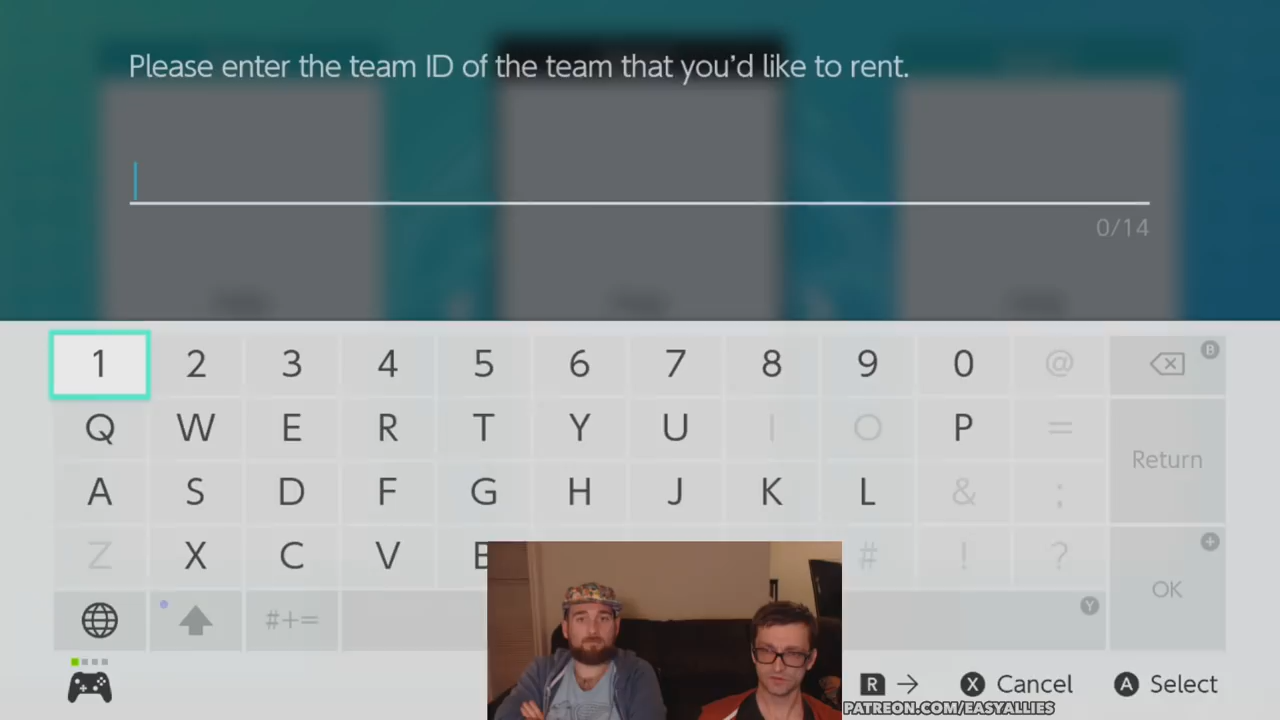 Please enter the team ID of the team that you'd like to rent.
0/14
1 2 3 4 5 6 7 8 9 0 @ B
Q W E R T Y U I O P = Return
A S D F G H J K L & ;
Z X C V B # ! ? + OK
#+= Y
R → X Cancel A Select
PATREON.COM/EASYALLIES